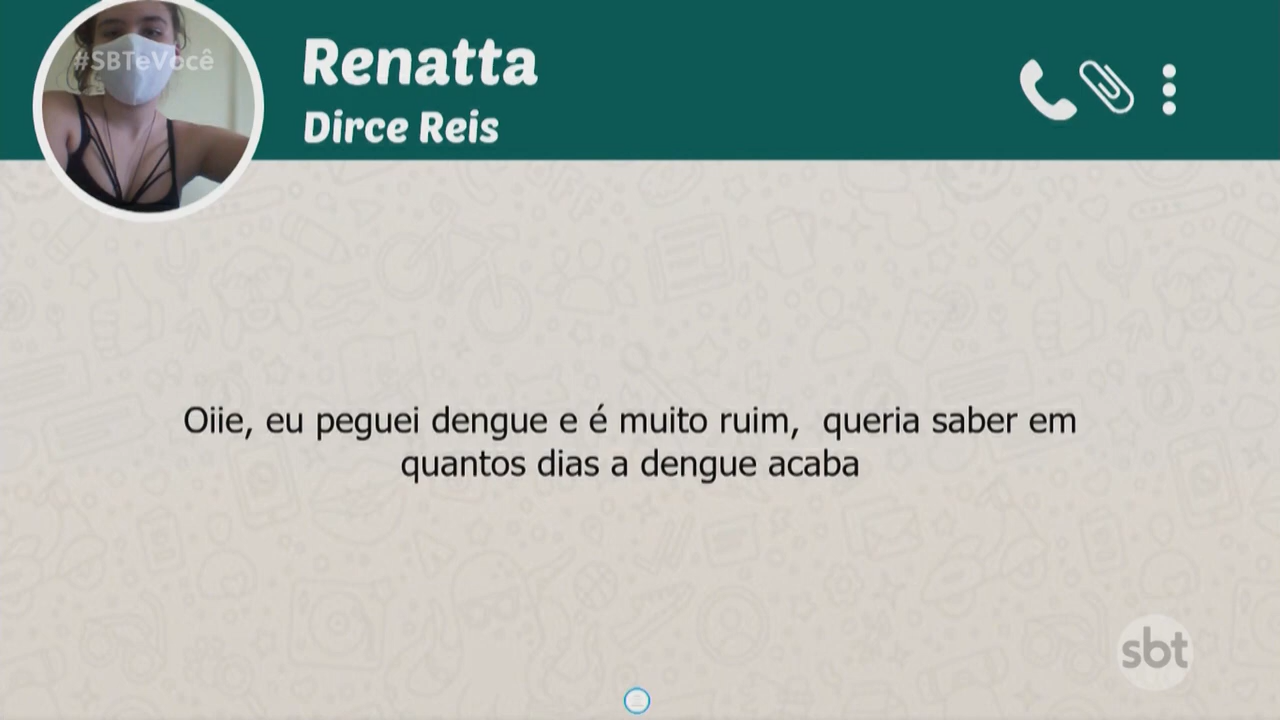 #SBTeVocê
Renatta
Dirce Reis
Oiie, eu peguei dengue e é muito ruim,  queria saber em
quantos dias a dengue acaba
sbt